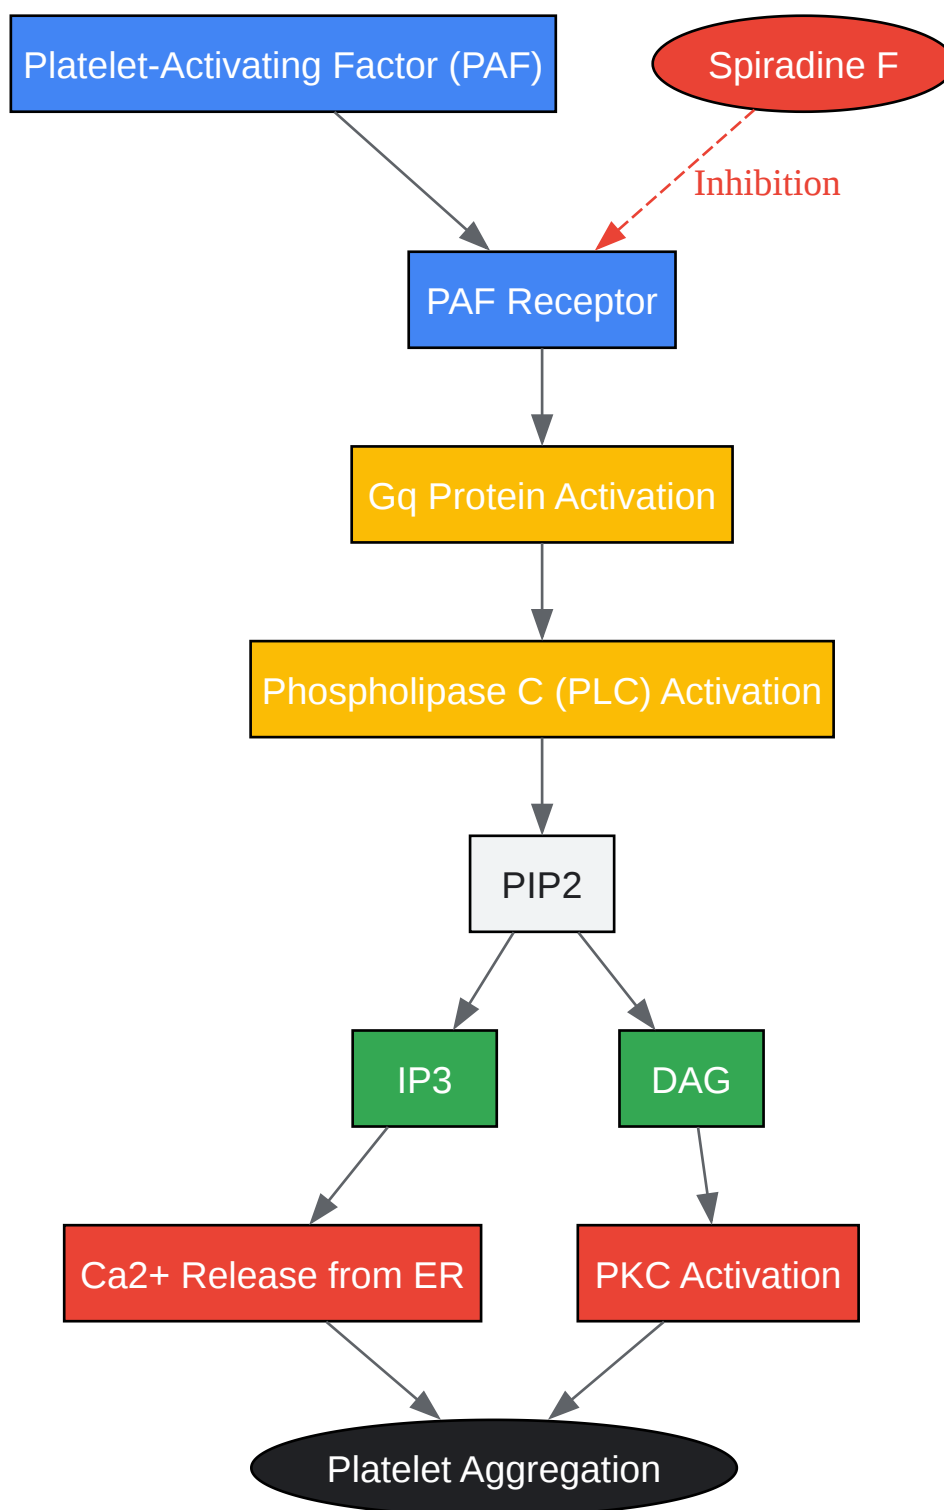 Platelet-Activating Factor (PAF)
Spiradine F
Inhibition
PAF Receptor
Gq Protein Activation
Phospholipase C (PLC) Activation
PIP2
IP3
DAG
Ca2+ Release from ER
PKC Activation
Platelet Aggregation